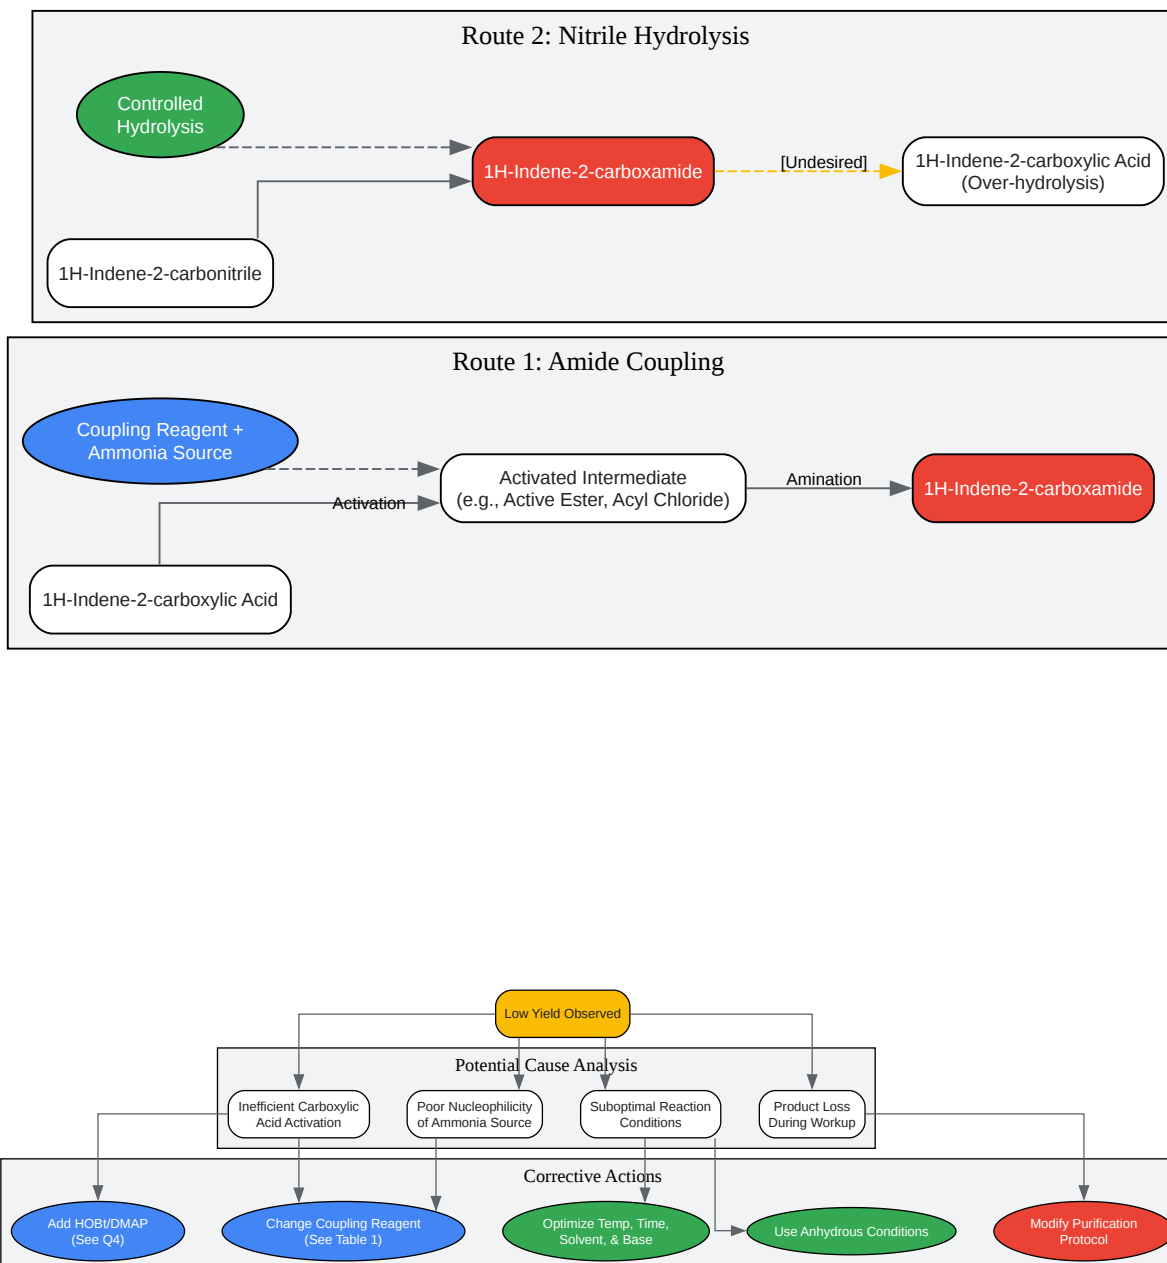 Route 2: Nitrile Hydrolysis
Controlled
Hydrolysis
1H-Indene-2-carboxamide
[Undesired]
1H-Indene-2-carboxylic Acid
(Over-hydrolysis)
1H-Indene-2-carbonitrile
Route 1: Amide Coupling
Coupling Reagent +
Ammonia Source
Activation
Activated Intermediate
(e.g., Active Ester, Acyl Chloride)
Amination
1H-Indene-2-carboxamide
1H-Indene-2-carboxylic Acid
Low Yield Observed
Potential Cause Analysis
Inefficient Carboxylic
Acid Activation
Poor Nucleophilicity
of Ammonia Source
Suboptimal Reaction
Conditions
Product Loss
During Workup
Corrective Actions
Add HOBt/DMAP
(See Q4)
Change Coupling Reagent
(See Table 1)
Optimize Temp, Time,
Solvent, & Base
Use Anhydrous Conditions
Modify Purification
Protocol